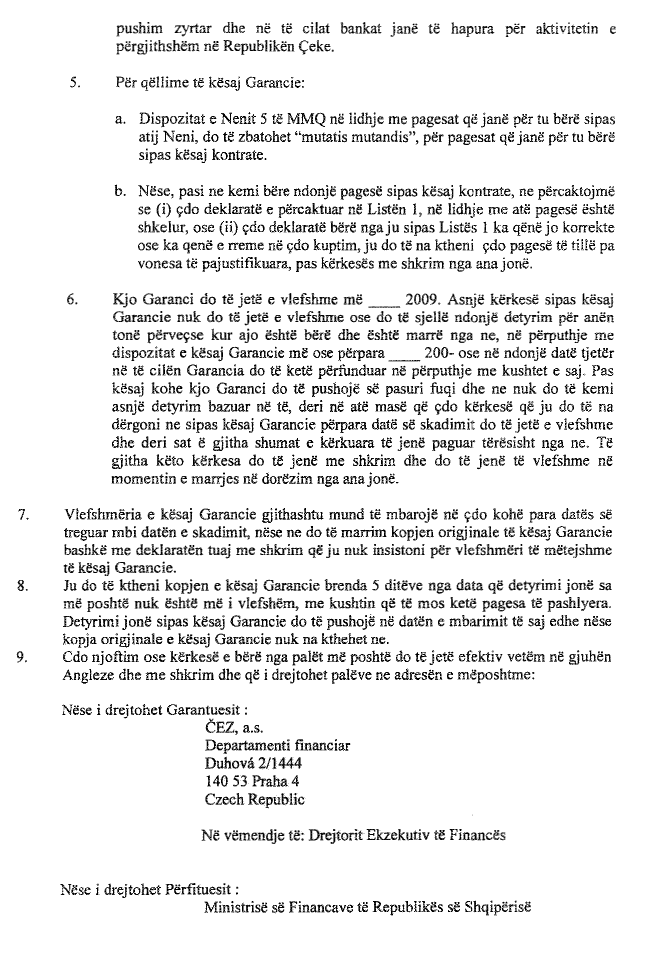 pushim zyrtar dhe në të cilat bankat janë të hapura për aktivitetin e
përgjithshëm në Republikën Çeke.
5. Për qëllime të kësaj Garancie:
a. Dispozitat e Nenit 5 të MMQ në lidhje me pagesat që janë për tu bërë sipas
atij Neni, do të zbatohet “mutatis mutandis”, për pagesat që janë për tu bërë
sipas kësaj kontrate.
b. Nëse, pasi ne kemi bëre ndonjë pagesë sipas kësaj kontrate, ne përcaktojmë
se (i) çdo deklaratë e përcaktuar në Listën 1, në lidhje me atë pagesë është
shkelur, ose (ii) çdo deklaratë bërë nga ju sipas Listës 1 ka qënë jo korrekte
ose ka qenë e rreme në çdo kuptim, ju do të na ktheni çdo pagesë të tillë pa
vonesa të pajustifikuara, pas kërkesës me shkrim nga ana jonë.
6. Kjo Garanci do të jetë e vlefshme më ____ 2009. Asnjë kërkesë sipas kësaj
Garancie nuk do të jetë e vlefshme ose do të sjellë ndonjë detyrim për anën
tonë përveçse kur ajo është bërë dhe është marrë nga ne, në përputhje me
dispozitat e kësaj Garancie më ose përpara ____ 200- ose në ndonjë datë tjetër
në të cilën Garancia do të ketë përfunduar në përputhje me kushtet e saj. Pas
kësaj kohe kjo Garanci do të pushojë së pasuri fuqi dhe ne nuk do të kemi
asnjë detyrim bazuar në të, deri në atë masë që çdo kërkesë që ju do të na
dërgoni ne sipas kësaj Garancie përpara datë së skadimit do të jetë e vlefshme
dhe deri sat ë gjitha shumat e kërkuara të jenë paguar tërësisht nga ne. Të
gjitha këto kërkesa do të jenë me shkrim dhe do të jenë të vlefshme në
momentin e marrjes në dorëzim nga ana jonë.
7. Vlefshmëria e kësaj Garancie gjithashtu mund të mbarojë në çdo kohë para datës së
treguar mbi datën e skadimit, nëse ne do të marrim kopjen origjinale të kësaj Garancie
bashkë me deklaratën tuaj me shkrim që ju nuk insistoni për vlefshmëri të mëtejshme
të kësaj Garancie.
8. Ju do të ktheni kopjen e kësaj Garancie brenda 5 ditëve nga data që detyrimi jonë sa
më poshtë nuk është më i vlefshëm, me kushtin që të mos ketë pagesa të pashlyera.
Detyrimi jonë sipas kësaj Garancie do të pushojë në datën e mbarimit të saj edhe nëse
kopja origjinale e kësaj Garancie nuk na kthehet ne.
9. Cdo njoftim ose kërkesë e bërë nga palët më poshtë do të jetë efektiv vetëm në gjuhën
Angleze dhe me shkrim dhe që i drejtohet palëve ne adresën e mëposhtme:
Nëse i drejtohet Garantuesit :
ČEZ, a.s.
Departamenti financiar
Duhová 2/1444
140 53 Praha 4
Czech Republic
Në vëmendje të: Drejtorit Ekzekutiv të Financës
Nëse i drejtohet Përfituesit :
Ministrisë së Financave të Republikës së Shqipërisë